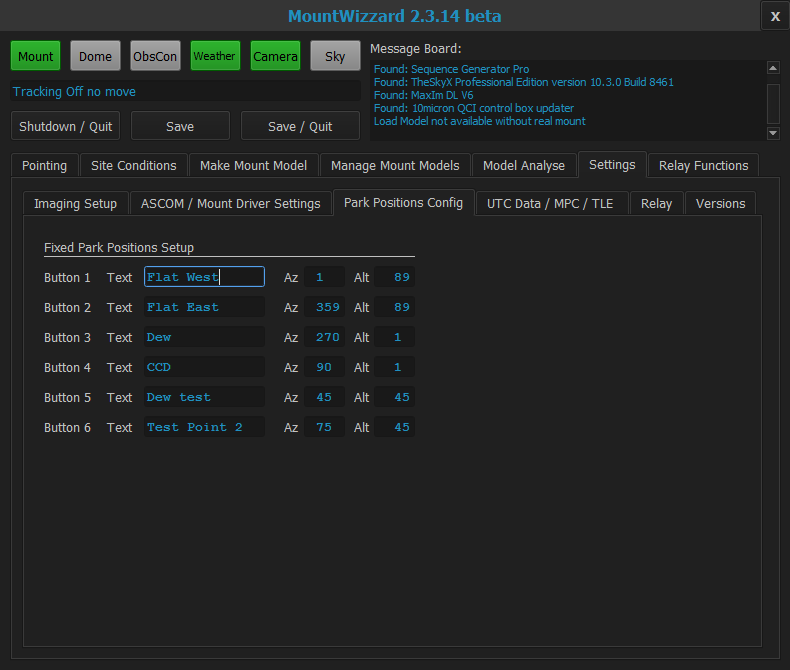 MountWizzard 2.3.14 beta
X
Mount Dome ObsCon Weather Camera Sky
Message Board:
Found: Sequence Generator Pro
Found: TheSkyX Professional Edition version 10.3.0 Build 8461
Found: MaxIm DL V6
Found: 10micron QCI control box updater
Load Model not available without real mount
Tracking Off no move
Shutdown / Quit Save Save / Quit
Pointing Site Conditions Make Mount Model Manage Mount Models Model Analyse Settings Relay Functions
Imaging Setup ASCOM / Mount Driver Settings Park Positions Config UTC Data / MPC / TLE Relay Versions
Fixed Park Positions Setup
Button 1 Text Flat West Az 1 Alt 89
Button 2 Text Flat East Az 359 Alt 89
Button 3 Text Dew Az 270 Alt 1
Button 4 Text CCD Az 90 Alt 1
Button 5 Text Dew test Az 45 Alt 45
Button 6 Text Test Point 2 Az 75 Alt 45